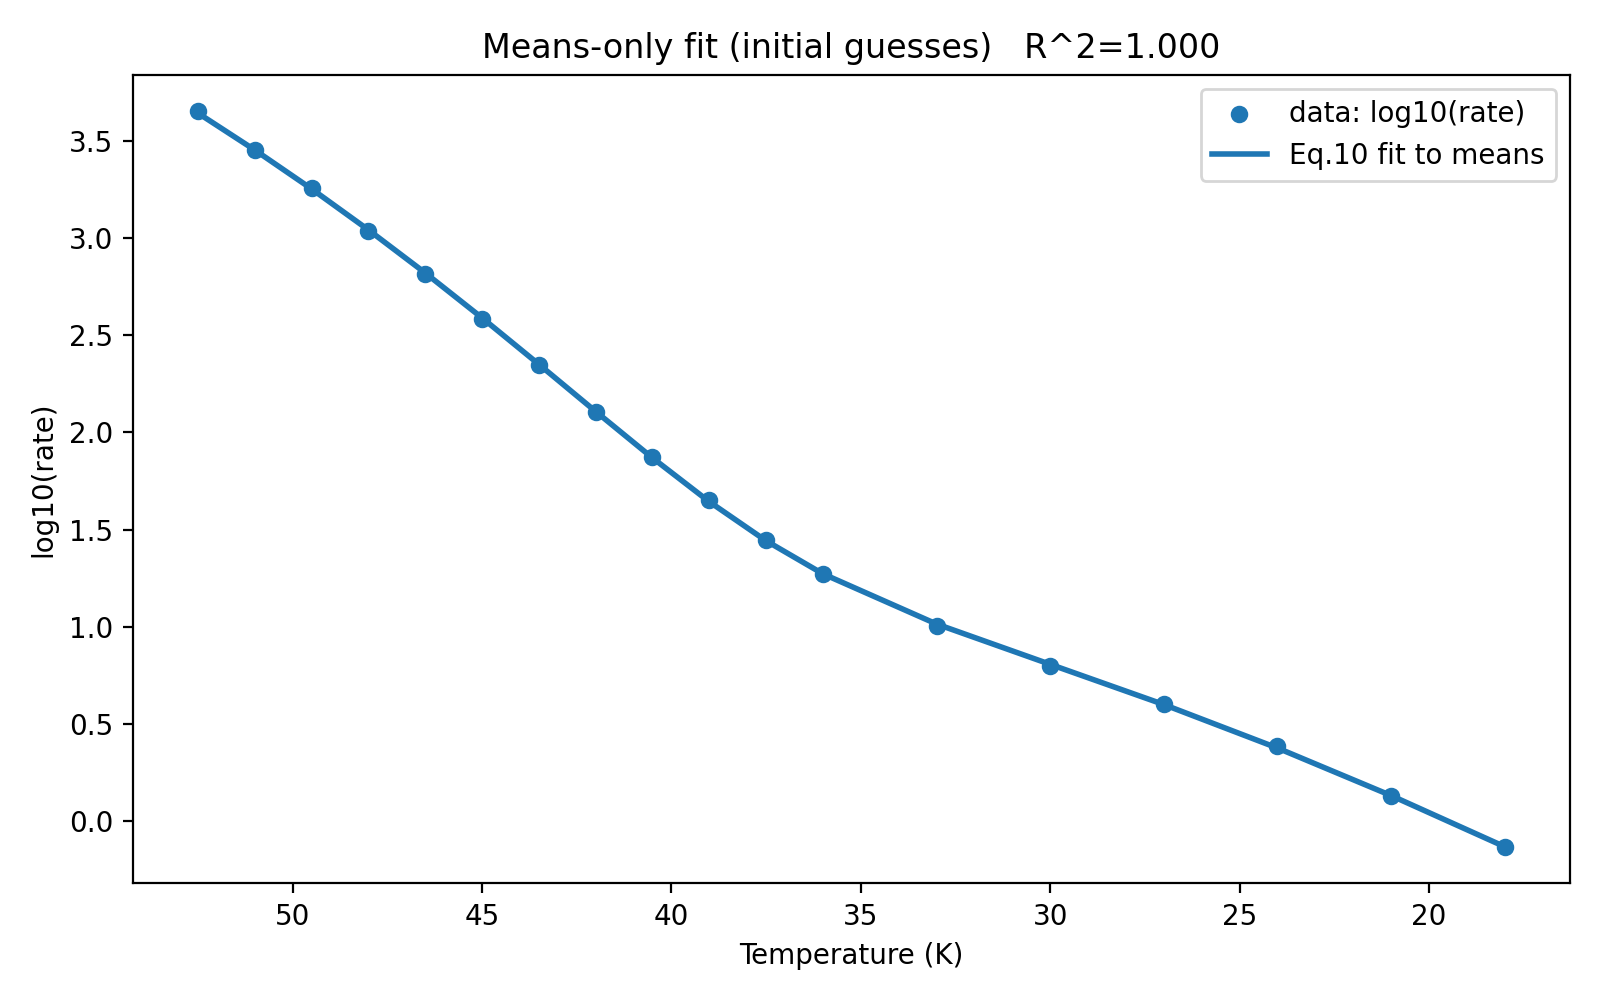 Means-only fit (initial guesses)   R^2=1.000
data: log10(rate)
Eq.10 fit to means
log10(rate)
3.5
3.0
2.5
2.0
1.5
1.0
0.5
0.0
50 45 40 35 30 25 20
Temperature (K)